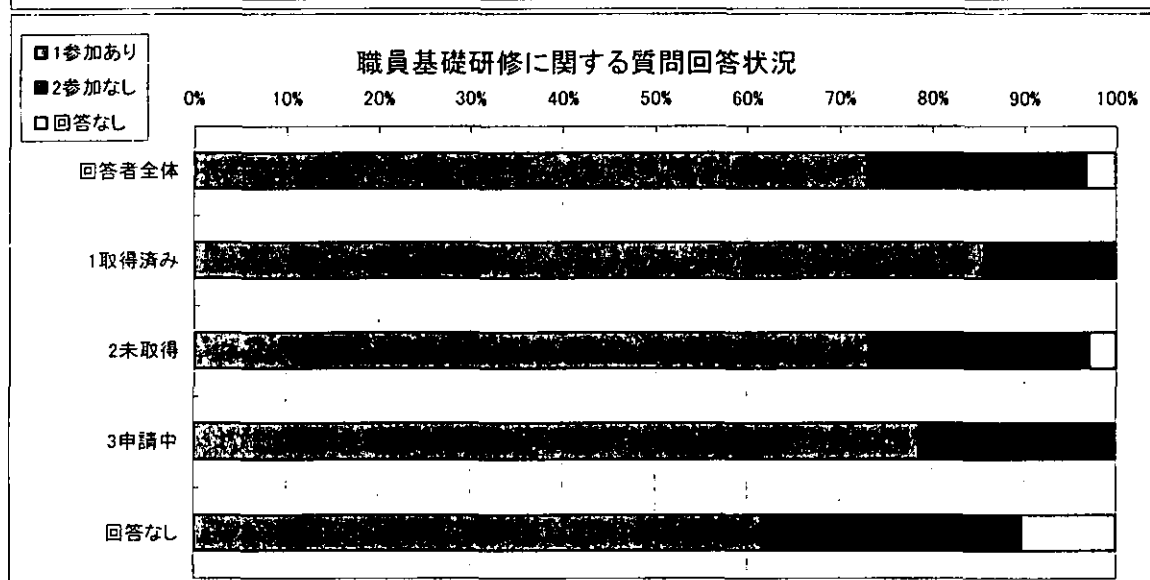 1参加あり
2参加なし
回答なし
職員基礎研修に関する質問回答状況
0% 10% 20% 30% 40% 50% 60% 70% 80% 90% 100%
回答者全体
1取得済み
2未取得
3申請中
回答なし